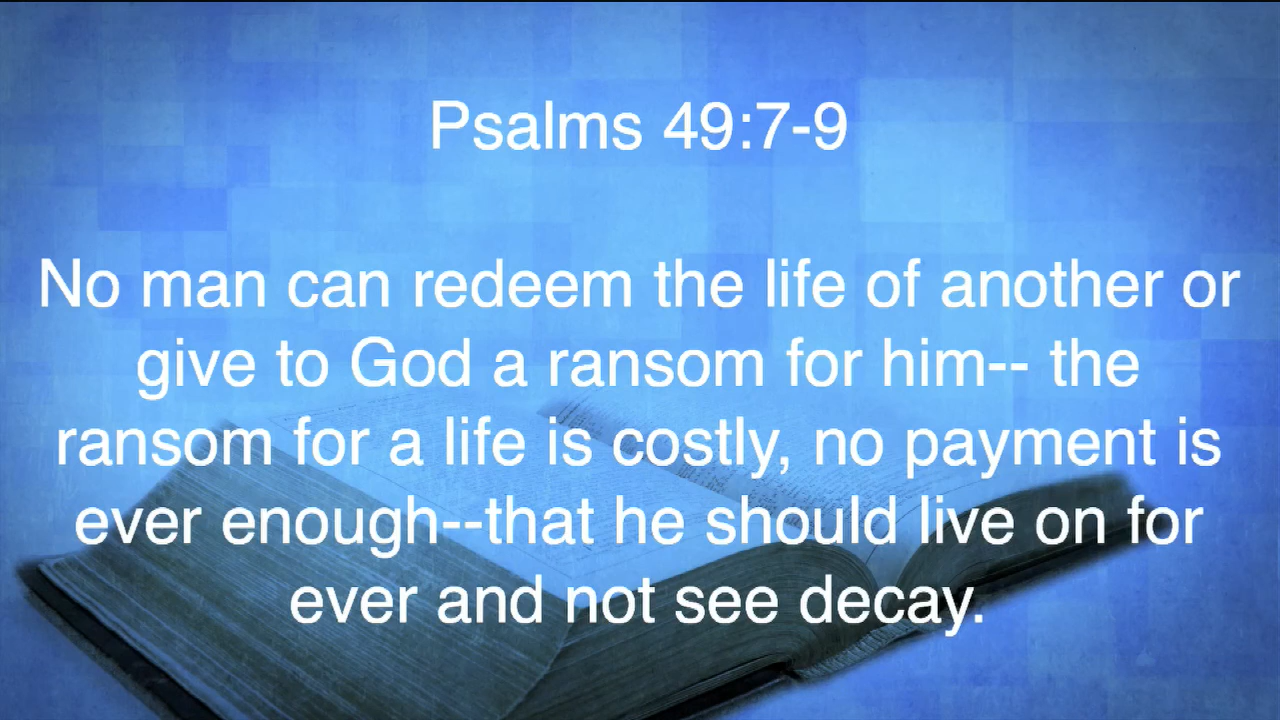 Psalms 49:7-9
No man can redeem the life of another or
give to God a ransom for him-- the
ransom for a life is costly, no payment is
ever enough--that he should live on for
ever and not see decay.